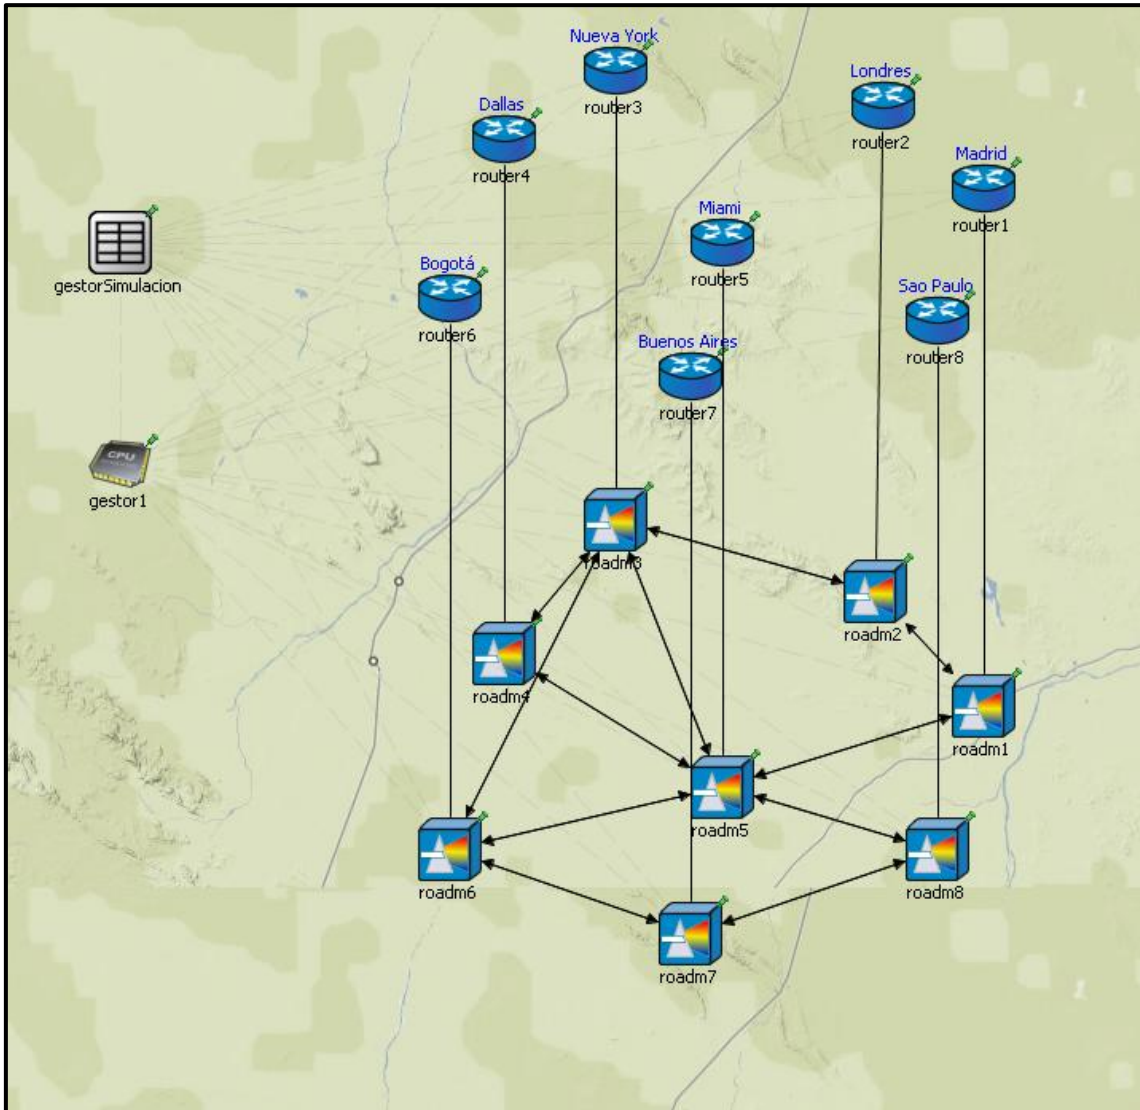 Nueva York
router3
Londres
router2
Dallas
router4
Madrid
router1
Miami
router5
gestorSimulacion
Bogotá
router6
Sao Paulo
router8
Buenos Aires
router7
CPU
gestor1
roadm3
roadm2
roadm4
roadm1
roadm5
roadm6
roadm8
roadm7